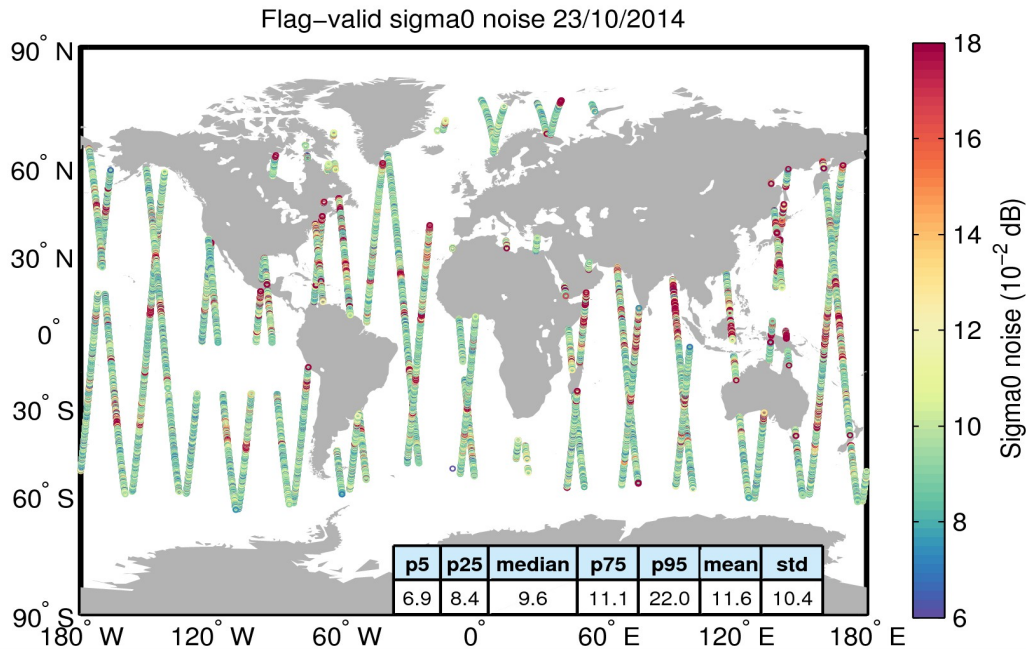 Flag−valid sigma0 noise 23/10/2014
90° N
60° N
30° N
0°
30° S
60° S
90° S
180° W 120° W 60° W 0° 60° E 120° E 180° E
p5 p25 median p75 p95 mean std
6.9 8.4 9.6 11.1 22.0 11.6 10.4
18
16
14
12
10
8
6
Sigma0 noise (10⁻² dB)